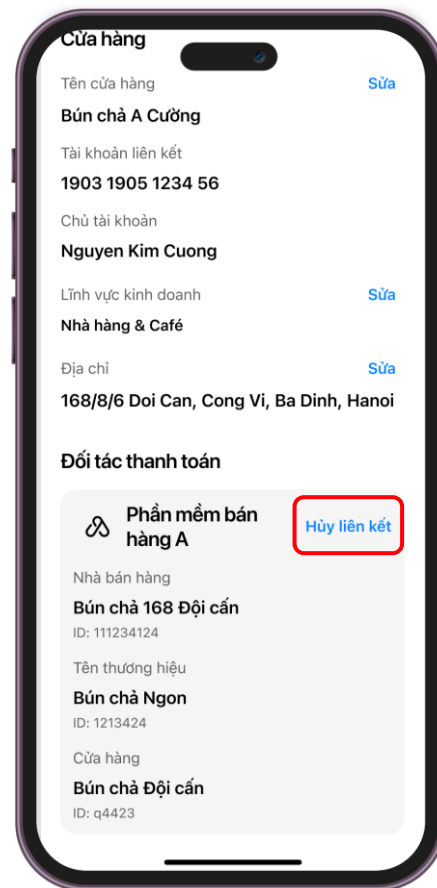 Cửa hàng
Tên cửa hàng Sửa
Bún chả A Cường
Tài khoản liên kết
1903 1905 1234 56
Chủ tài khoản
Nguyen Kim Cuong
Lĩnh vực kinh doanh Sửa
Nhà hàng & Café
Địa chỉ Sửa
168/8/6 Doi Can, Cong Vi, Ba Dinh, Hanoi
Đối tác thanh toán
Phần mềm bán
hàng A
Hủy liên kết
Nhà bán hàng
Bún chả 168 Đội cấn
ID: 111234124
Tên thương hiệu
Bún chả Ngon
ID: 1213424
Cửa hàng
Bún chả Đội cấn
ID: q4423